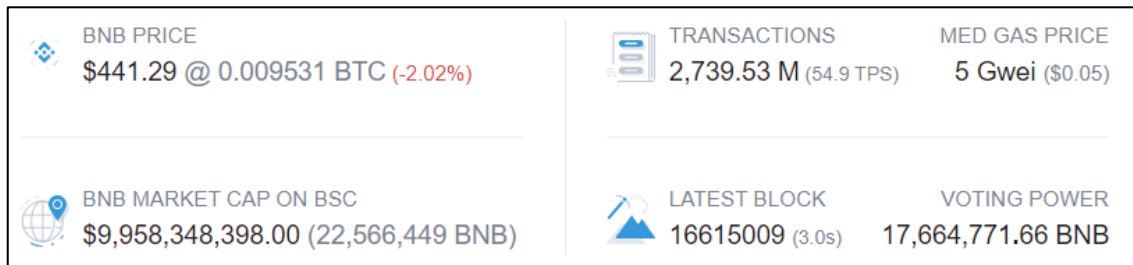 BNB PRICE
$441.29 @ 0.009531 BTC (-2.02%)
TRANSACTIONS
2,739.53 M (54.9 TPS)
MED GAS PRICE
5 Gwei ($0.05)
BNB MARKET CAP ON BSC
$9,958,348,398.00 (22,566,449 BNB)
LATEST BLOCK
16615009 (3.0s)
VOTING POWER
17,664,771.66 BNB